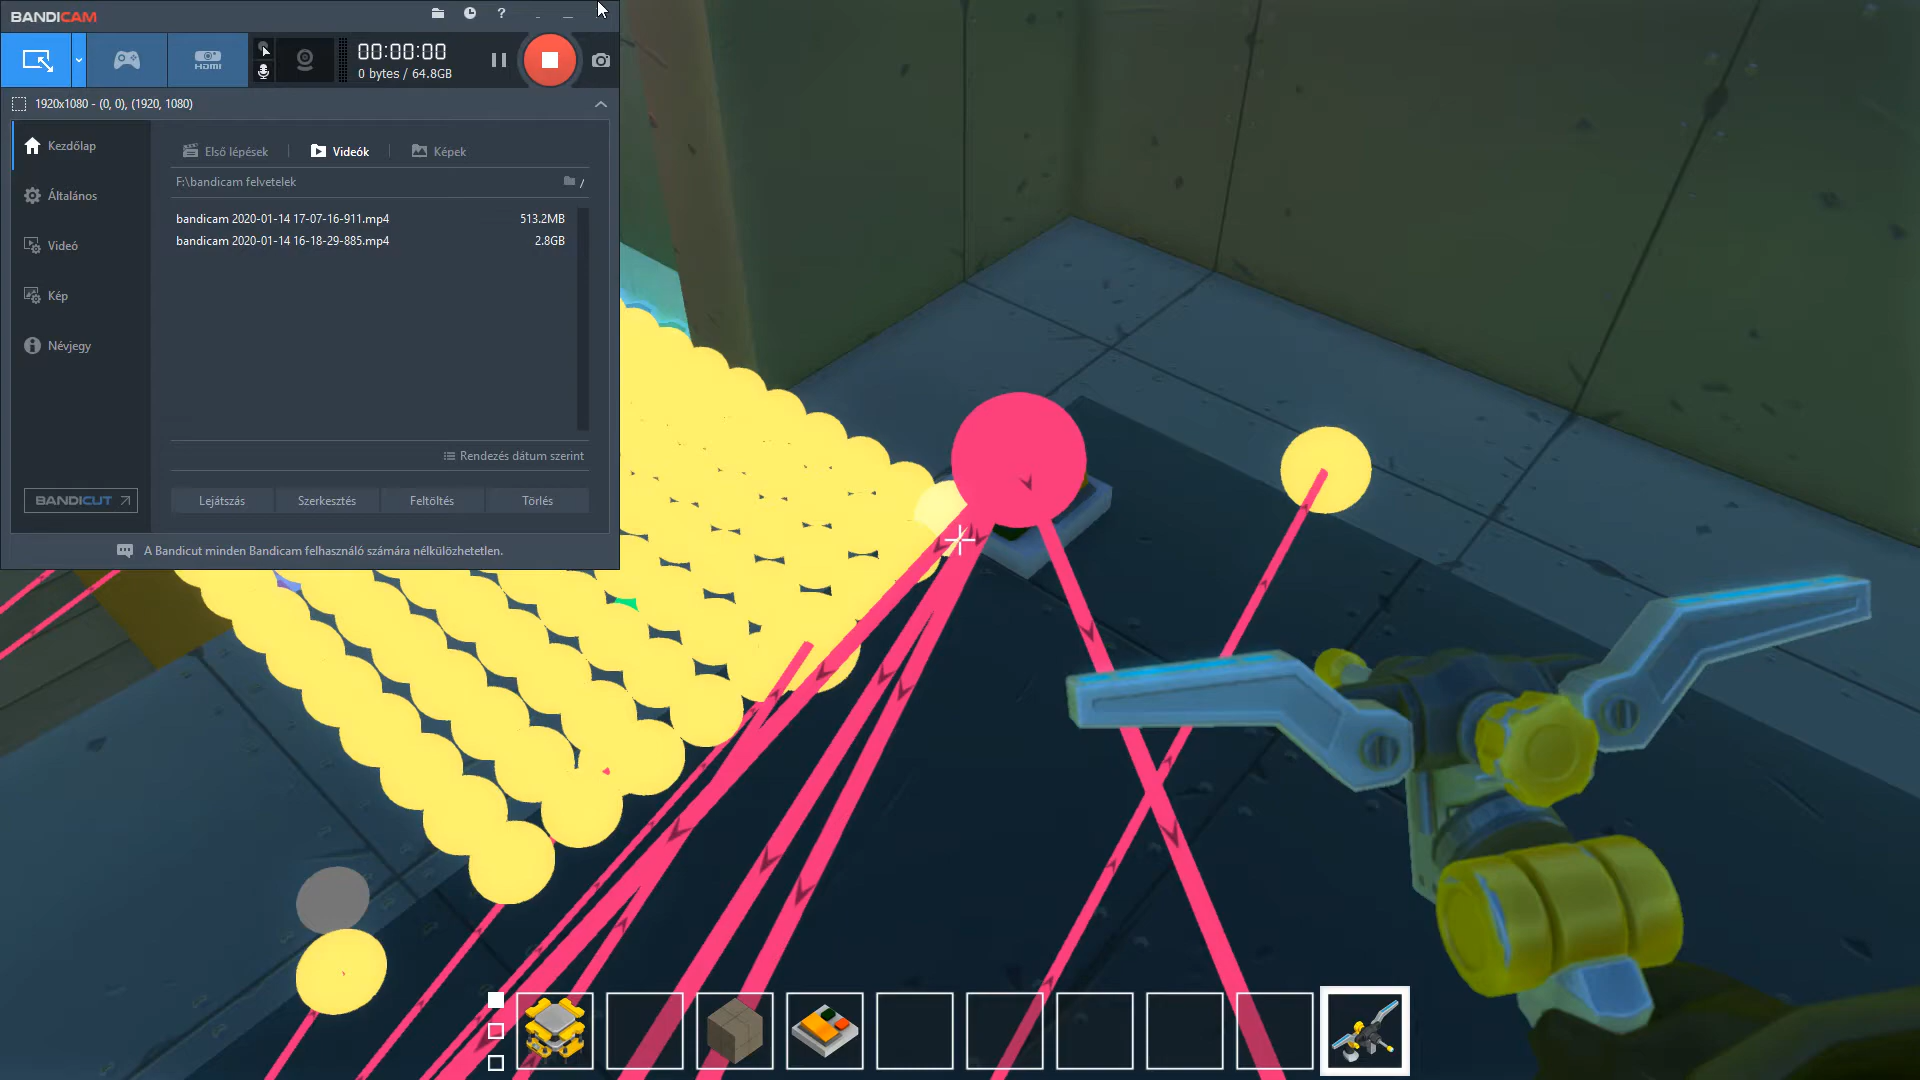 BANDICAM
?
HDMI
00:00:00
0 bytes / 64.8GB
1920x1080 - (0, 0), (1920, 1080)
Kezdőlap
Általános
Videó
Kép
Névjegy
Első lépések
Videók
Képek
F:\bandicam felvetelek
/
bandicam 2020-01-14 17-07-16-911.mp4 513.2MB
bandicam 2020-01-14 16-18-29-885.mp4 2.8GB
Rendezés dátum szerint
BANDICUT
Lejátszás
Szerkesztés
Feltöltés
Törlés
A Bandicut minden Bandicam felhasználó számára nélkülözhetetlen.